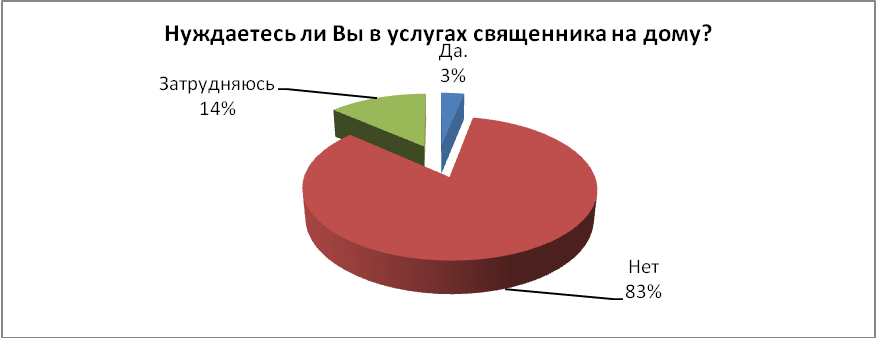 Нуждаетесь ли Вы в услугах священника на дому?
Да.
3%
Затрудняюсь
14%
Нет
83%